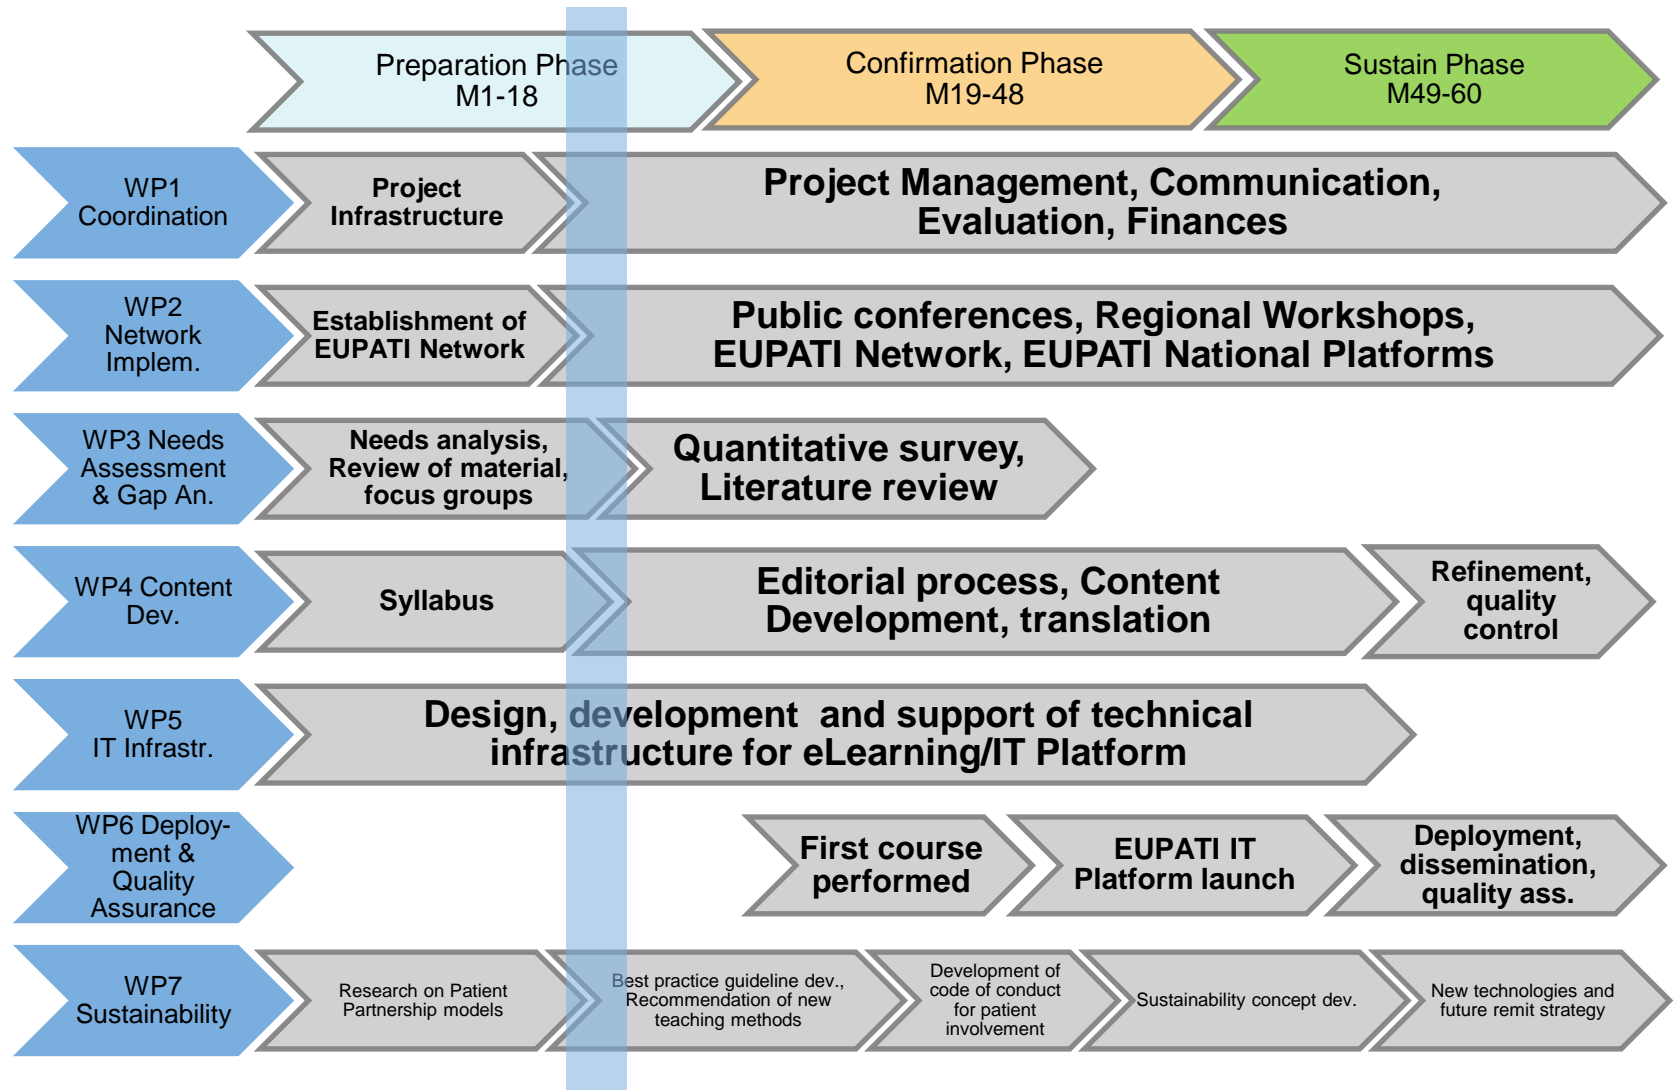 Preparation Phase
M1-18
Confirmation Phase
M19-48
Sustain Phase
M49-60
WP1
Coordination
Project
Infrastructure
Project Management, Communication,
Evaluation, Finances
WP2
Network
Implem.
Establishment of
EUPATI Network
Public conferences, Regional Workshops,
EUPATI Network, EUPATI National Platforms
WP3 Needs
Assessment
& Gap An.
Needs analysis,
Review of material,
focus groups
Quantitative survey,
Literature review
WP4 Content
Dev.
Syllabus
Editorial process, Content
Development, translation
Refinement,
quality
control
WP5
IT Infrastr.
Design, development and support of technical
infrastructure for eLearning/IT Platform
WP6 Deploy-
ment &
Quality
Assurance
First course
performed
EUPATI IT
Platform launch
Deployment,
dissemination,
quality ass.
WP7
Sustainability
Research on Patient
Partnership models
Best practice guideline dev.,
Recommendation of new
teaching methods
Development of
code of conduct
for patient
involvement
Sustainability concept dev.
New technologies and
future remit strategy